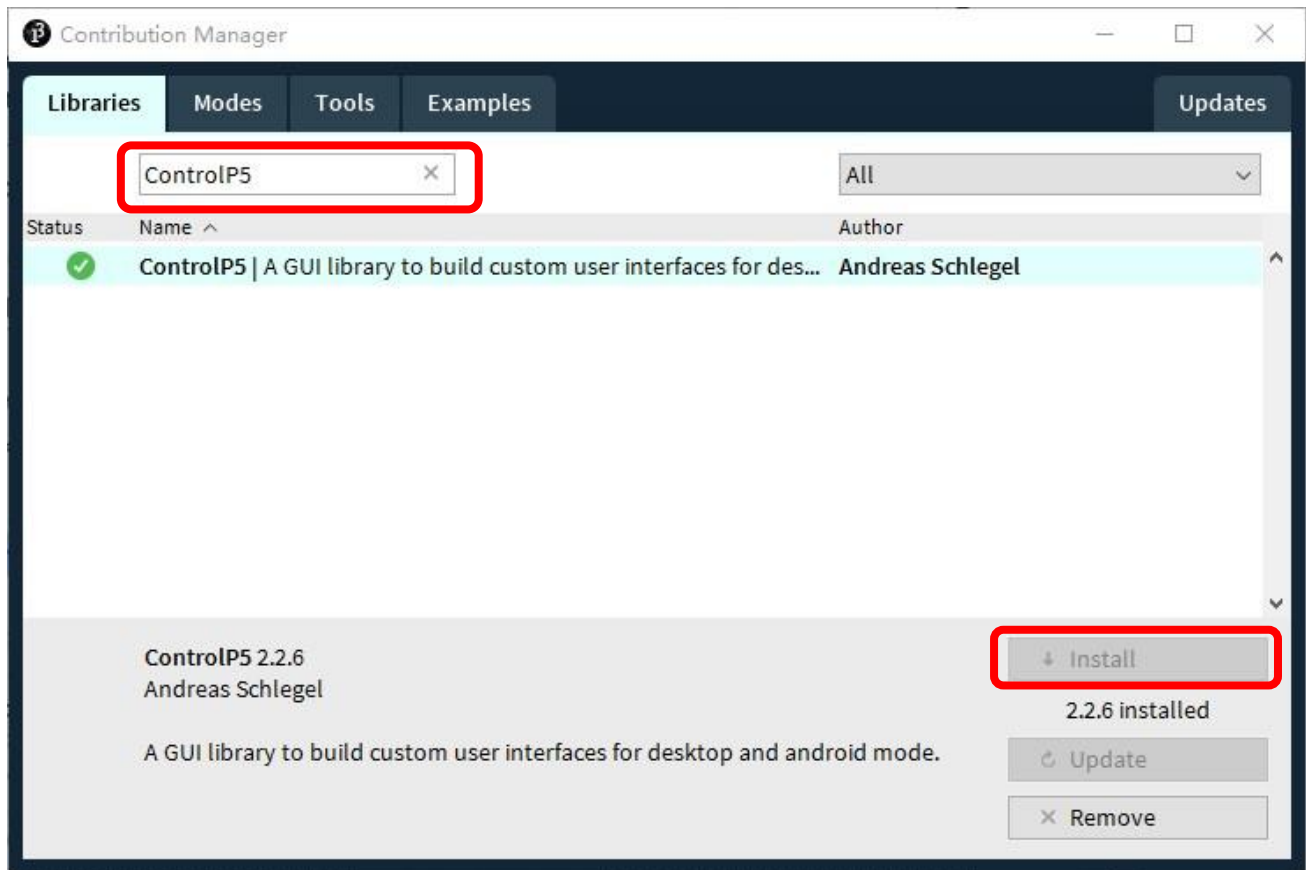 Contribution Manager
Libraries Modes Tools Examples Updates
ControlP5 All
Status Name Author
ControlP5 | A GUI library to build custom user interfaces for des... Andreas Schlegel
ControlP5 2.2.6
Andreas Schlegel
Install
2.2.6 installed
A GUI library to build custom user interfaces for desktop and android mode.
Update
Remove